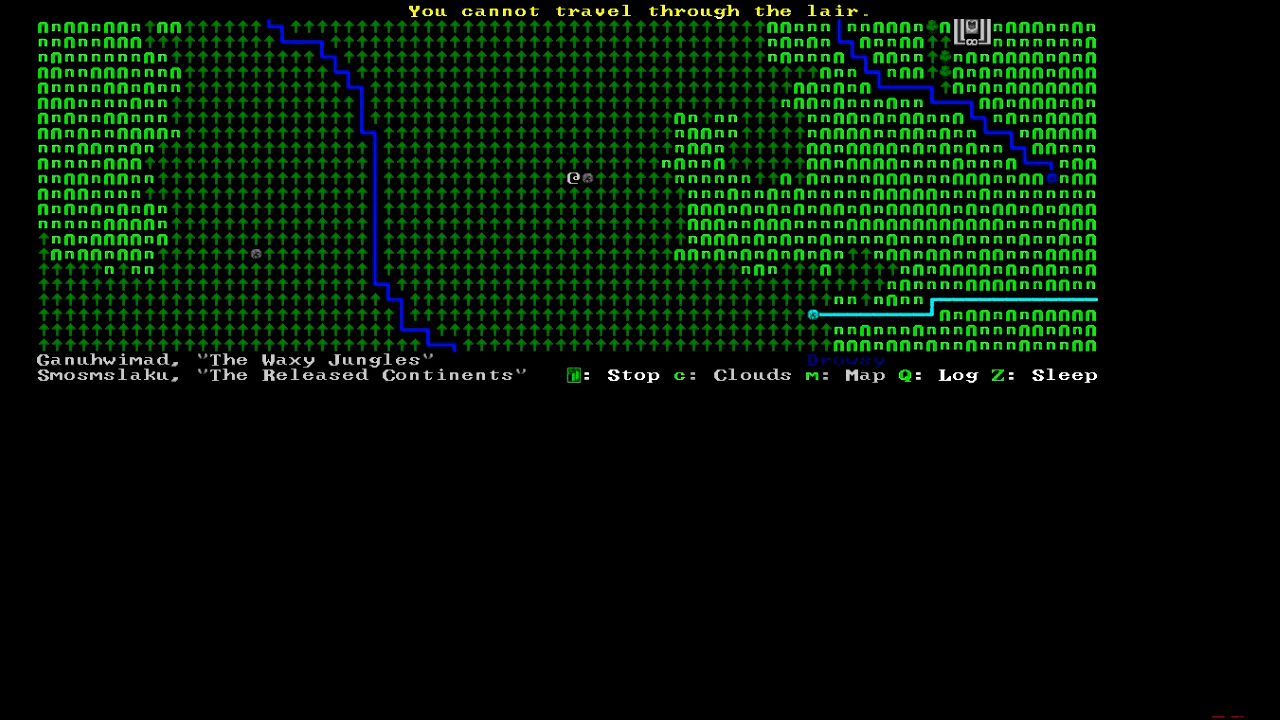 You cannot travel through the lair.
Ganuhwimad, "The Waxy Jungles"
Drowsy
Smosmslaku, "The Released Continents" : Stop c: Clouds m: Map Q: Log Z: Sleep